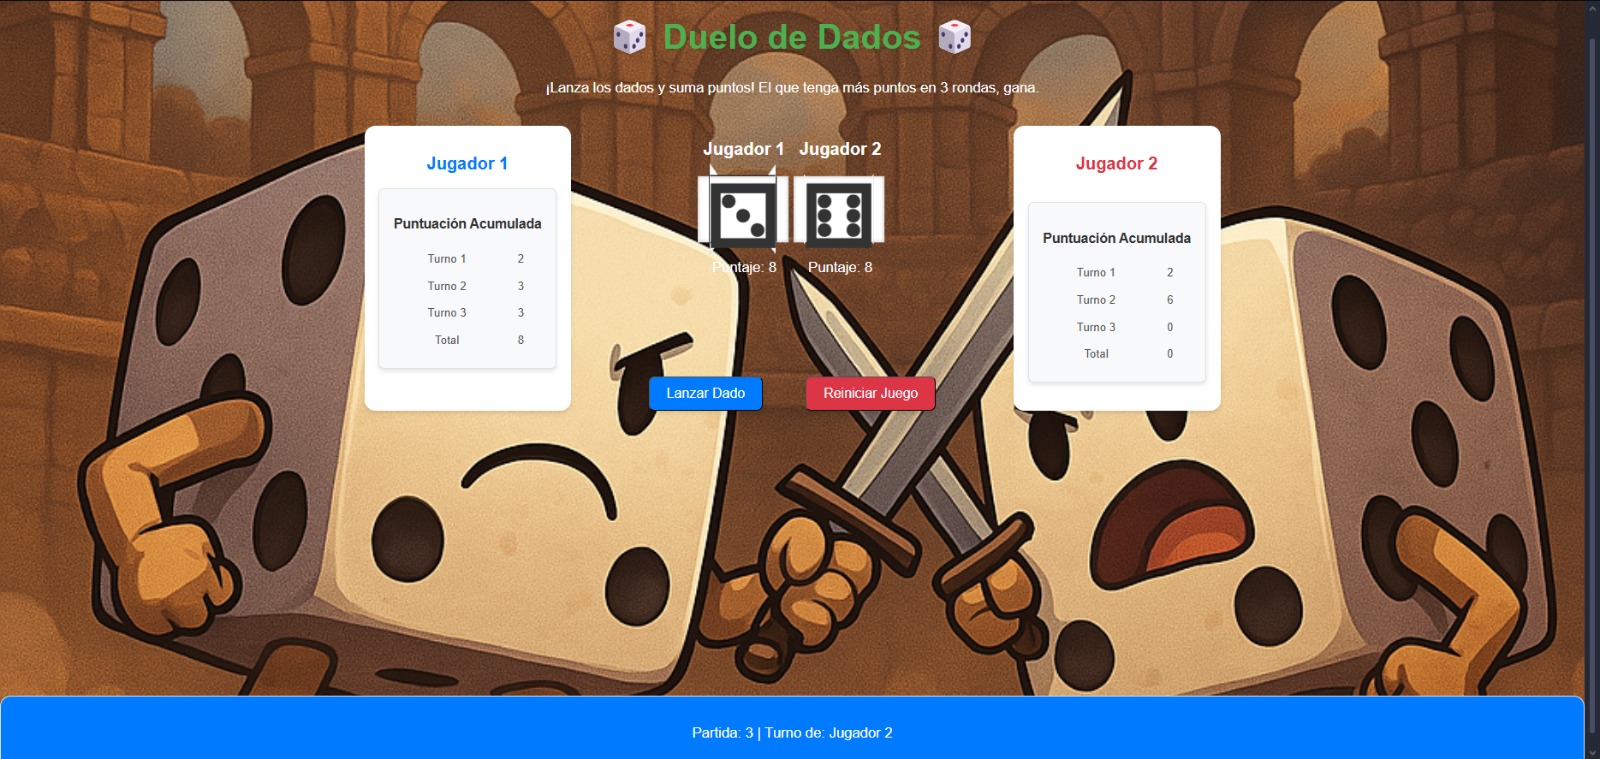 Duelo de Dados
¡Lanza los dados y suma puntos! El que tenga más puntos en 3 rondas, gana.
Jugador 1
Puntuación Acumulada
Turno 1 2
Turno 2 3
Turno 3 3
Total 8
Jugador 1 Jugador 2
Puntaje: 8 Puntaje: 8
Lanzar Dado Reiniciar Juego
Jugador 2
Puntuación Acumulada
Turno 1 2
Turno 2 6
Turno 3 0
Total 0
Partida: 3 | Turno de: Jugador 2